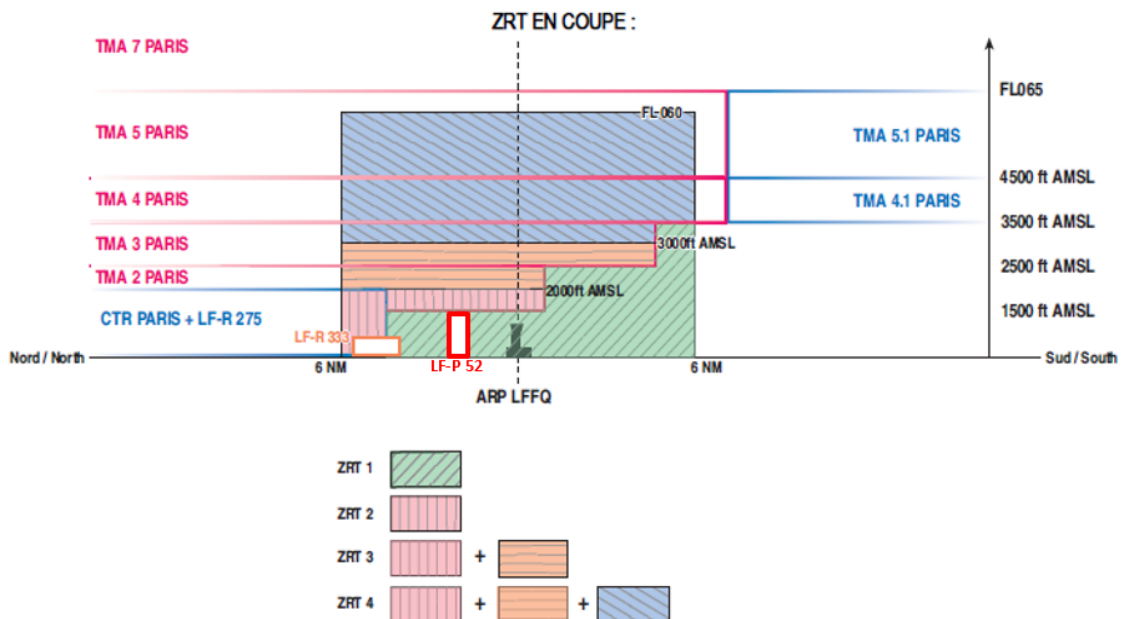 ZRT EN COUPE :
TMA 7 PARIS
FL065
FL-060
TMA 5 PARIS
TMA 5.1 PARIS
4500 ft AMSL
TMA 4 PARIS
TMA 4.1 PARIS
3500 ft AMSL
TMA 3 PARIS
3000ft AMSL
2500 ft AMSL
TMA 2 PARIS
2000ft AMSL
1500 ft AMSL
CTR PARIS + LF-R 275
LF-R 333
Nord / North
Sud / South
6 NM
LF-P 52
6 NM
ARP LFFQ
ZRT 1
ZRT 2
ZRT 3 +
ZRT 4 + +